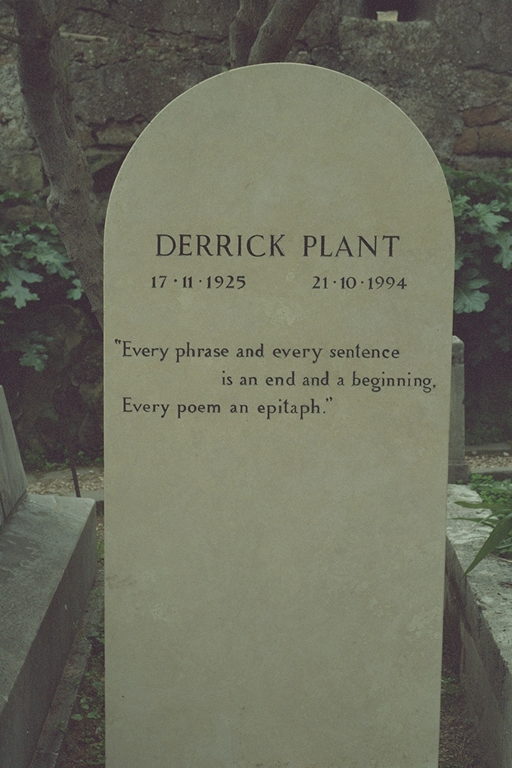 DERRICK PLANT
17·11·1925 21·10·1994
"Every phrase and every sentence
is an end and a beginning,
Every poem an epitaph."